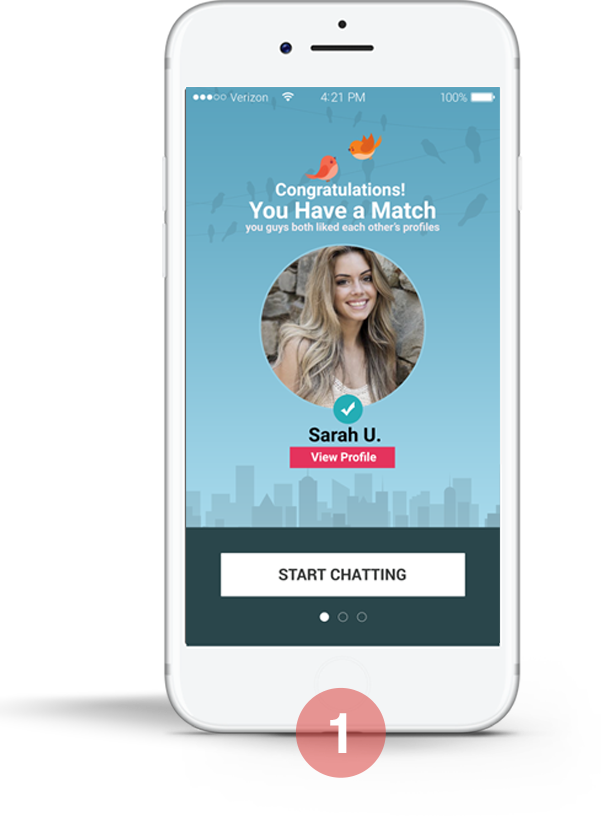 Verizon 4:21 PM 100%
Congratulations!
You Have a Match
you guys both liked each other's profiles
Sarah U.
View Profile
START CHATTING
1